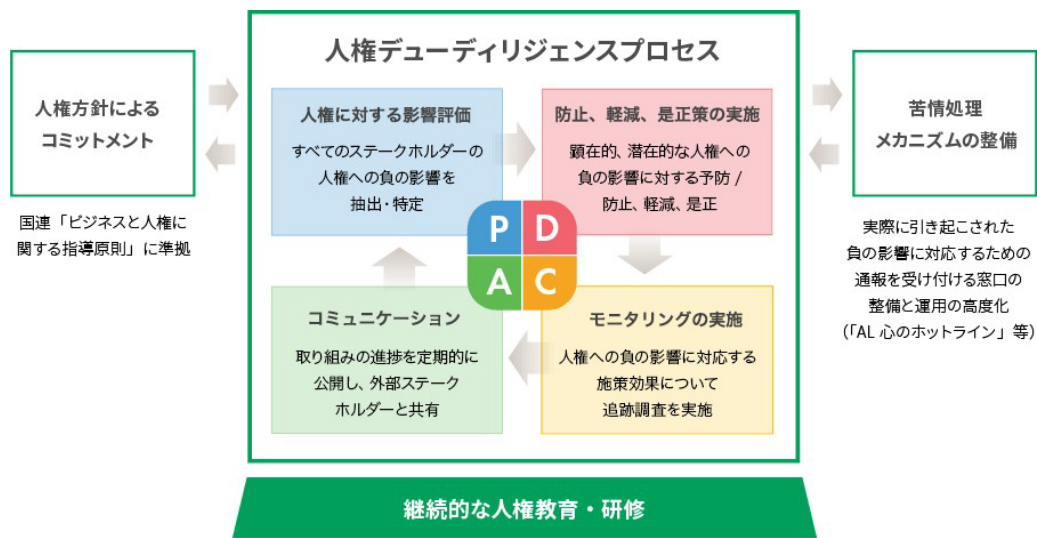 人権デューディリジェンスプロセス
人権方針による
コミットメント
国連「ビジネスと人権に
関する指導原則」に準拠
人権に対する影響評価
すべてのステークホルダーの
人権への負の影響を
抽出・特定
防止、軽減、是正策の実施
顕在的、潜在的な人権への
負の影響に対する予防 /
防止、軽減、是正
P
D
A
C
コミュニケーション
取り組みの進捗を定期的に
公開し、外部ステーク
ホルダーと共有
モニタリングの実施
人権への負の影響に対応する
施策効果について
追跡調査を実施
苦情処理
メカニズムの整備
実際に引き起こされた
負の影響に対応するための
通報を受け付ける窓口の
整備と運用の高度化
(「AL 心のホットライン」等)
継続的な人権教育・研修